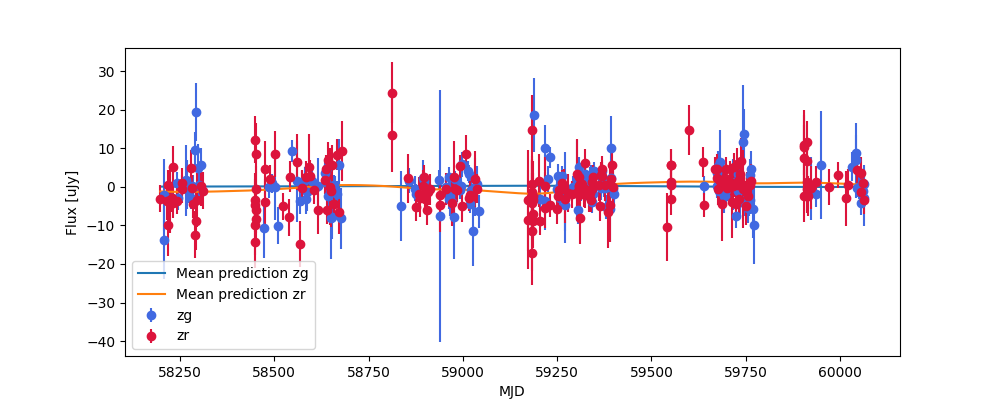 30
20
10
0
−10
−20
−30
−40
Flux [uJy]
Mean prediction zg
Mean prediction zr
zg
zr
58250 58500 58750 59000 59250 59500 59750 60000
MJD